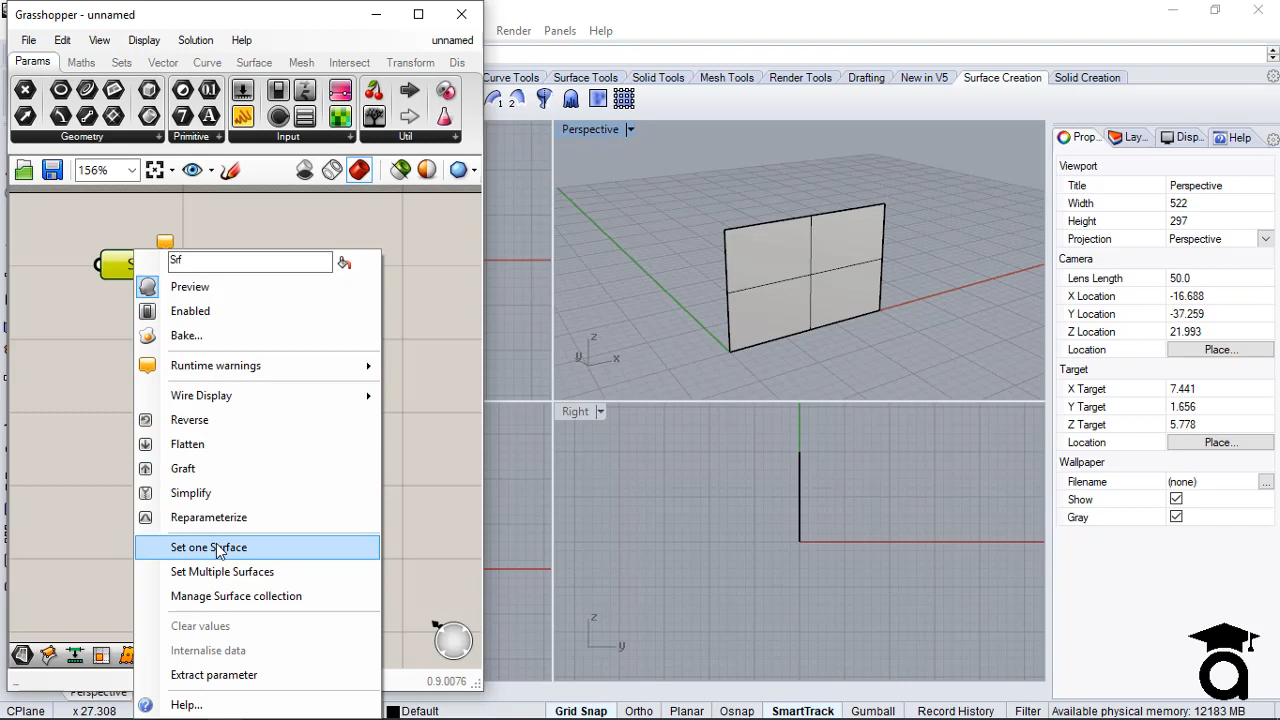 Grasshopper - unnamed
File Edit View Display Solution Help unnamed
Render Panels Help
Params Maths Sets Vector Curve Surface Mesh Intersect Transform Dis
Curve Tools Surface Tools Solid Tools Mesh Tools Render Tools Drafting New in V5 Surface Creation Solid Creation
Geometry Primitive Input Util
156%
Perspective
Prop... Lay... Disp... Help
Srf
Preview
Enabled
Bake...
Runtime warnings
Wire Display
Reverse
Flatten
Graft
Simplify
Reparameterize
Set one Surface
Set Multiple Surfaces
Manage Surface collection
Clear values
Internalise data
Extract parameter
Help...
0.9.0076
z
y
x
Right
z
y
Viewport
Title Perspective
Width 522
Height 297
Projection Perspective
Camera
Lens Length 50.0
X Location -16.688
Y Location -37.259
Z Location 21.993
Location Place...
Target
X Target 7.441
Y Target 1.656
Z Target 5.778
Location Place...
Wallpaper
Filename (none) ...
Show
Gray
Perspective
CPlane x 27.308 Default Grid Snap Ortho Planar Osnap SmartTrack Gumball Record History Filter Available physical memory: 12183 MB